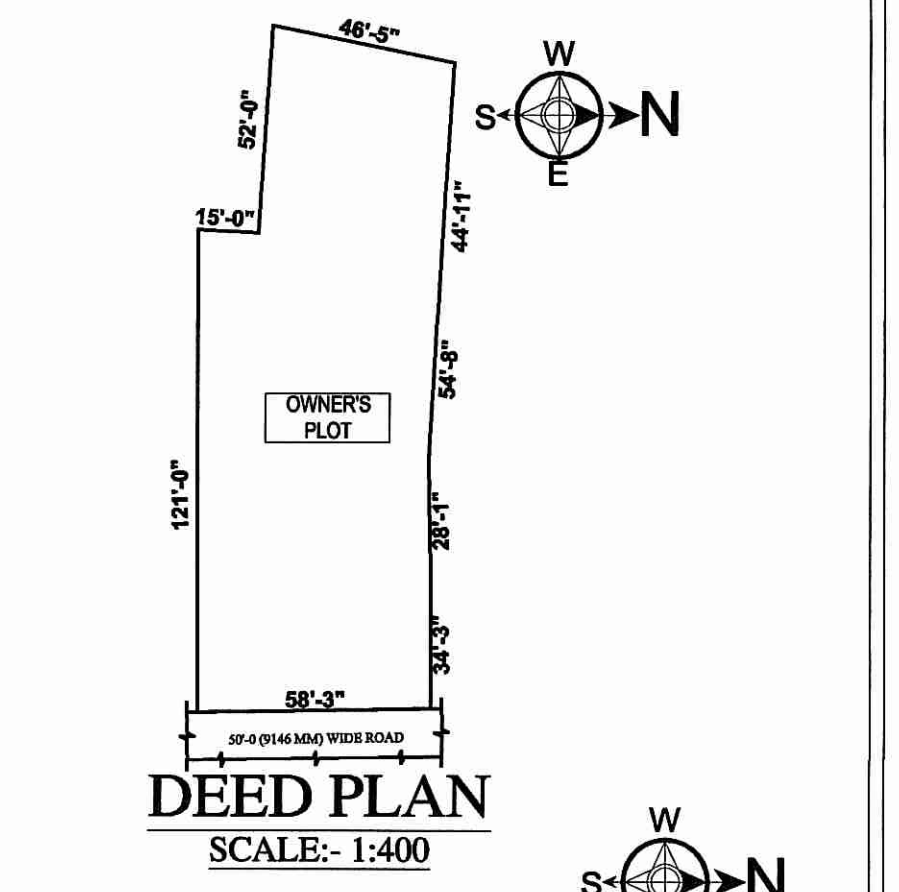 46'-5"
W
52'-0"
S
N
E
15'-0"
44'-11"
54'-8"
OWNER'S
PLOT
121'-0"
28'-1"
34'-3"
58'-3"
50'-0 (9146 MM) WIDE ROAD
DEED PLAN
SCALE:- 1:400
W
S
N